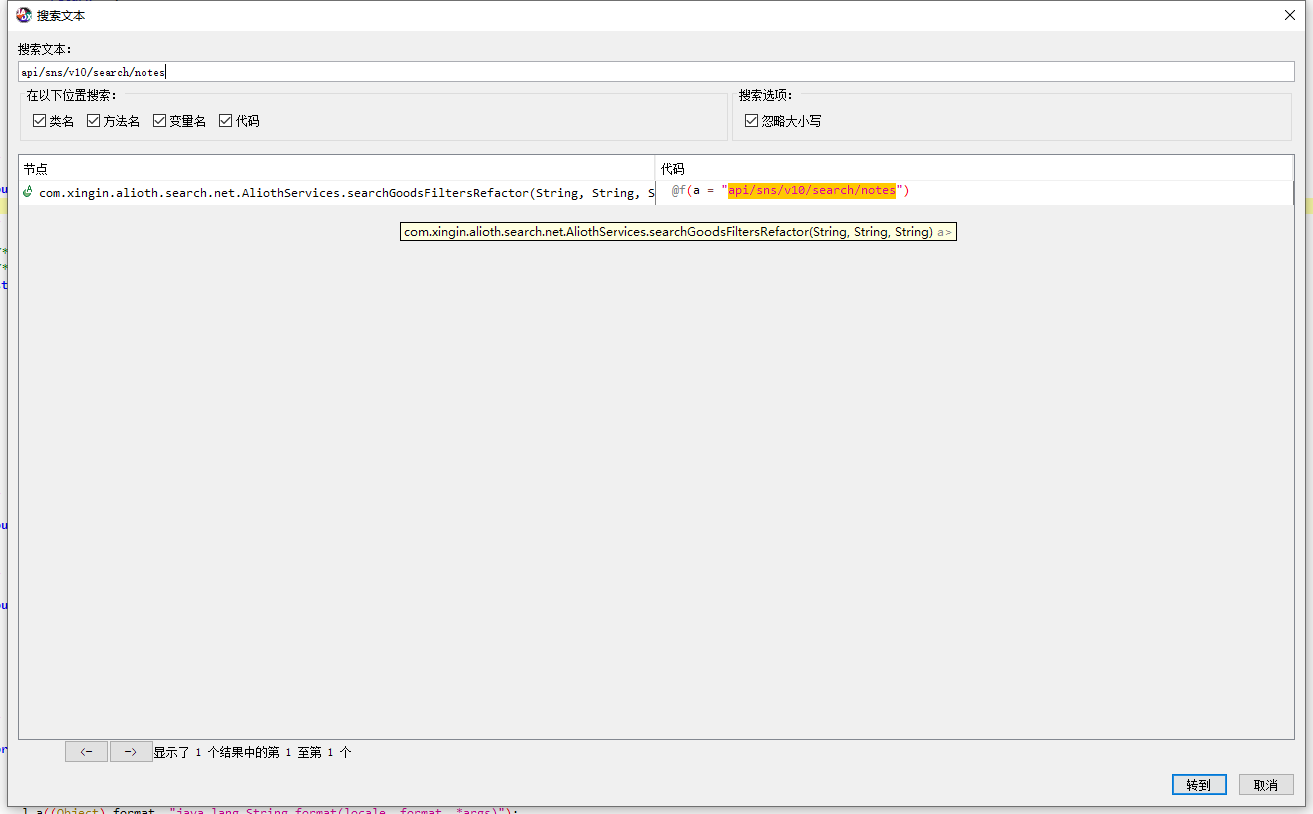 搜索文本
搜索文本:
api/sns/v10/search/notes
在以下位置搜索:
搜索选项:
类名 方法名 变量名 代码
忽略大小写
节点
代码
com.xingin.alioth.search.net.AliothServices.searchGoodsFiltersRefactor(String, String, S
@f(a = "api/sns/v10/search/notes")
com.xingin.alioth.search.net.AliothServices.searchGoodsFiltersRefactor(String, String, String) a>
<- -> 显示了 1 个结果中的第 1 至第 1 个
转到 取消
l.a((Object) format, "java.lang.String.format(locale, format, *args)");